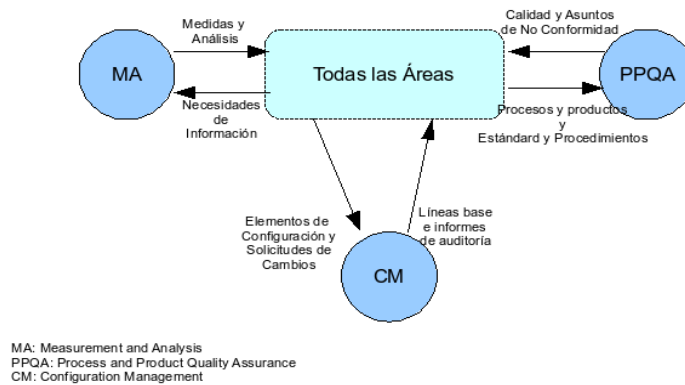 Medidas y
Análisis
Calidad y Asuntos
de No Conformidad
MA
Todas las Áreas
PPQA
Necesidades
de
Información
Procesos y productos
y
Estándard y Procedimientos
Elementos de
Configuración y
Solicitudes de
Cambios
Líneas base
e informes
de auditoría
CM
MA: Measurement and Analysis
PPQA: Process and Product Quality Assurance
CM: Configuration Management